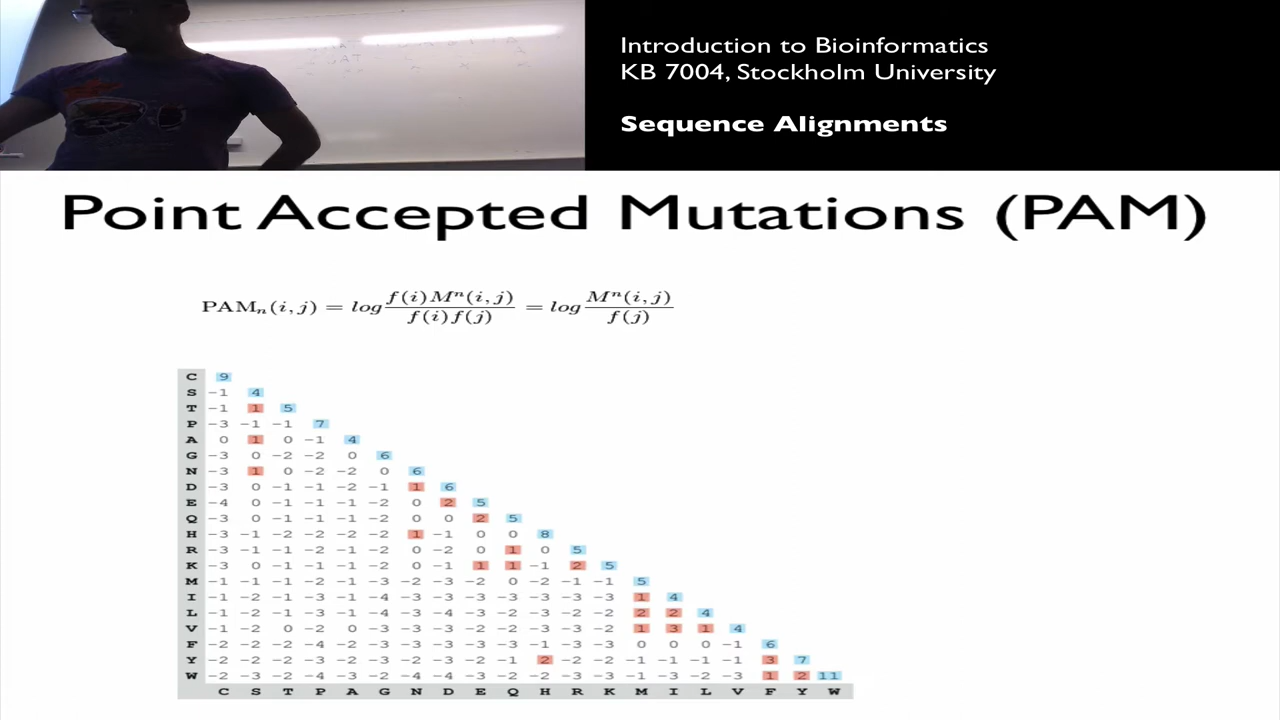 Introduction to Bioinformatics
KB 7004, Stockholm University
Sequence Alignments
Point Accepted Mutations (PAM)
PAMₙ(i, j) = log f(i)Mⁿ(i,j) / f(i)f(j) = log Mⁿ(i,j) / f(j)
C 9
S −1 4
T −1 1 5
P −3 −1 −1 7
A 0 1 0 −1 4
G −3 0 −2 −2 0 6
N −3 1 0 −2 −2 0 6
D −3 0 −1 −1 −2 −1 1 6
E −4 0 −1 −1 −1 −2 0 2 5
Q −3 0 −1 −1 −1 −2 0 0 2 5
H −3 −1 −2 −2 −2 −2 1 −1 0 0 8
R −3 −1 −1 −2 −1 −2 0 −2 0 1 0 5
K −3 0 −1 −1 −1 −2 0 −1 1 1 −1 2 5
M −1 −1 −1 −2 −1 −3 −2 −3 −2 0 −2 −1 −1 5
I −1 −2 −1 −3 −1 −4 −3 −3 −3 −3 −3 −3 −3 1 4
L −1 −2 −1 −3 −1 −4 −3 −4 −3 −2 −3 −2 −2 2 2 4
V −1 −2 0 −2 0 −3 −3 −3 −2 −2 −3 −3 −2 1 3 1 4
F −2 −2 −2 −4 −2 −3 −3 −3 −3 −3 −1 −3 −3 0 0 0 −1 6
Y −2 −2 −2 −3 −2 −3 −2 −3 −2 −1 2 −2 −2 −1 −1 −1 −1 3 7
W −2 −3 −2 −4 −3 −2 −4 −4 −3 −2 −2 −3 −3 −1 −3 −2 −3 1 2 11
C S T P A G N D E Q H R K M I L V F Y W